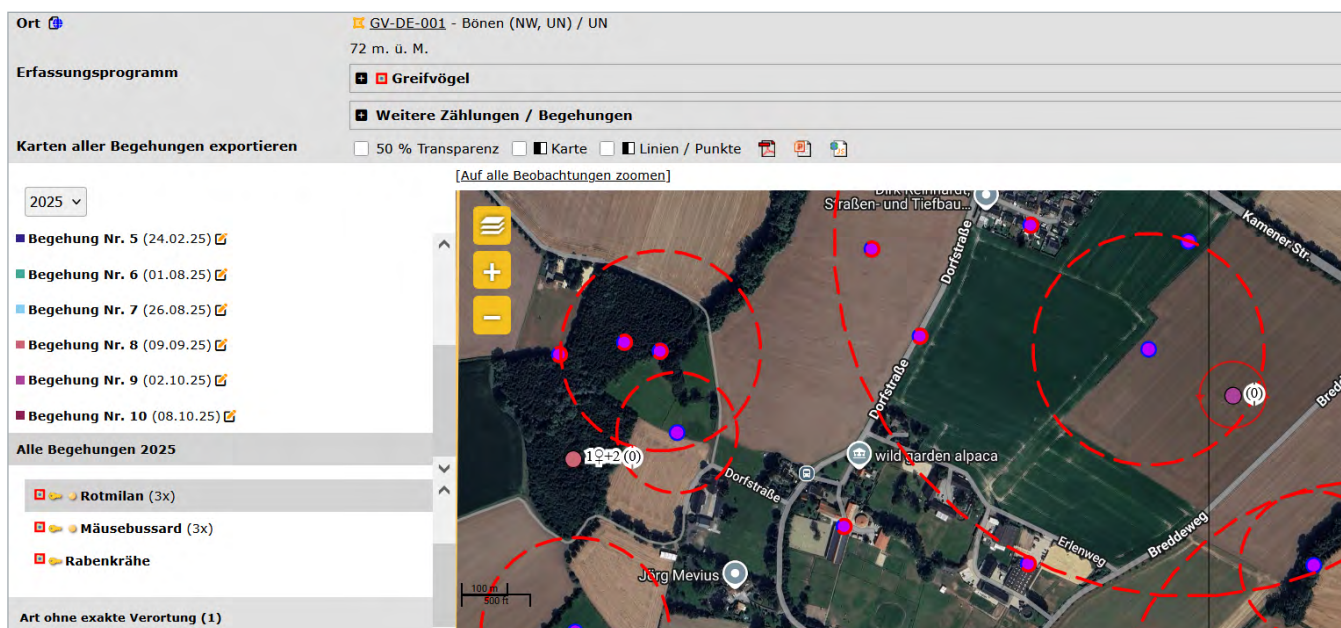 Ort
GV-DE-001 - Bönen (NW, UN) / UN
72 m. ü. M.
Erfassungsprogramm
Greifvögel
Weitere Zählungen / Begehungen
Karten aller Begehungen exportieren
50 % Transparenz Karte Linien / Punkte
[Auf alle Beobachtungen zoomen]
2025
Begehung Nr. 5 (24.02.25)
Begehung Nr. 6 (01.08.25)
Begehung Nr. 7 (26.08.25)
Begehung Nr. 8 (09.09.25)
Begehung Nr. 9 (02.10.25)
Begehung Nr. 10 (08.10.25)
Alle Begehungen 2025
Rotmilan (3x)
Mäusebussard (3x)
Rabenkrähe
Art ohne exakte Verortung (1)
Dirk Reinhardt,
Straßen- und Tiefbau...
Kamener Str.
Dorfstraße
Dorfstraße
(0)
wild garden alpaca
1♀+2 (0)
Dorfstraße
Breddeweg
Erlenweg
Jörg Mevius
100 m
500 ft